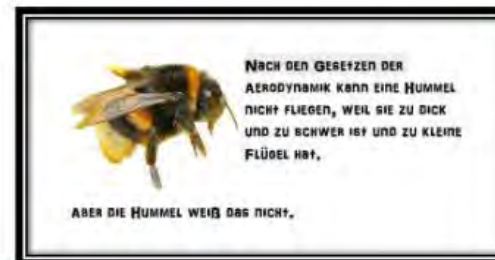 Nach den Gesetzen der
Aerodynamik kann eine Hummel
nicht fliegen, weil sie zu dick
und zu schwer ist und zu kleine
Flügel hat.
Aber die Hummel weiß das nicht.